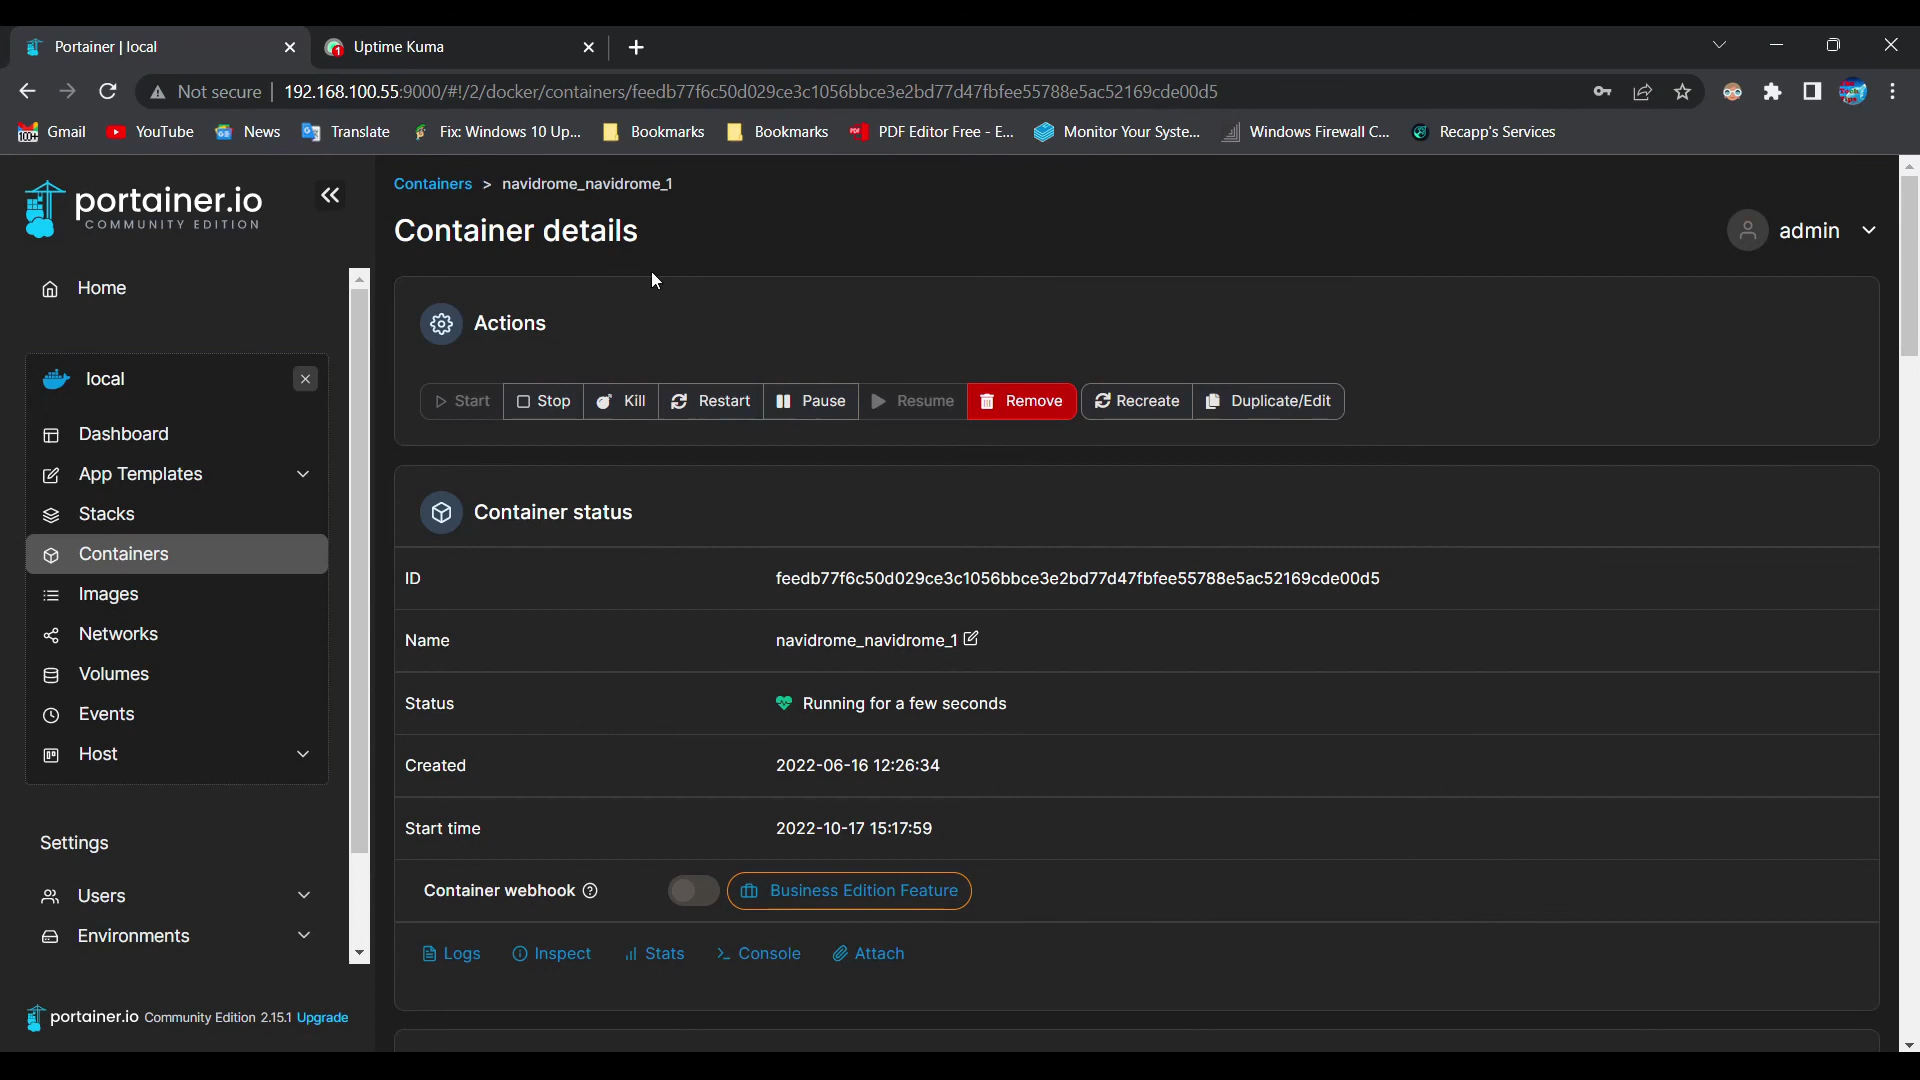 Portainer | local
Uptime Kuma
Not secure 192.168.100.55:9000/#!/2/docker/containers/feedb77f6c50d029ce3c1056bbce3e2bd77d47fbfee55788e5ac52169cde00d5
Gmail YouTube News Translate Fix: Windows 10 Up... Bookmarks Bookmarks PDF Editor Free - E... Monitor Your Syste... Windows Firewall C... Recapp's Services
portainer.io
COMMUNITY EDITION
Home
local
Dashboard
App Templates
Stacks
Containers
Images
Networks
Volumes
Events
Host
Settings
Users
Environments
portainer.io Community Edition 2.15.1 Upgrade
Containers > navidrome_navidrome_1
Container details
admin
Actions
Start Stop Kill Restart Pause Resume Remove Recreate Duplicate/Edit
Container status
ID feedb77f6c50d029ce3c1056bbce3e2bd77d47fbfee55788e5ac52169cde00d5
Name navidrome_navidrome_1
Status Running for a few seconds
Created 2022-06-16 12:26:34
Start time 2022-10-17 15:17:59
Container webhook Business Edition Feature
Logs Inspect Stats Console Attach